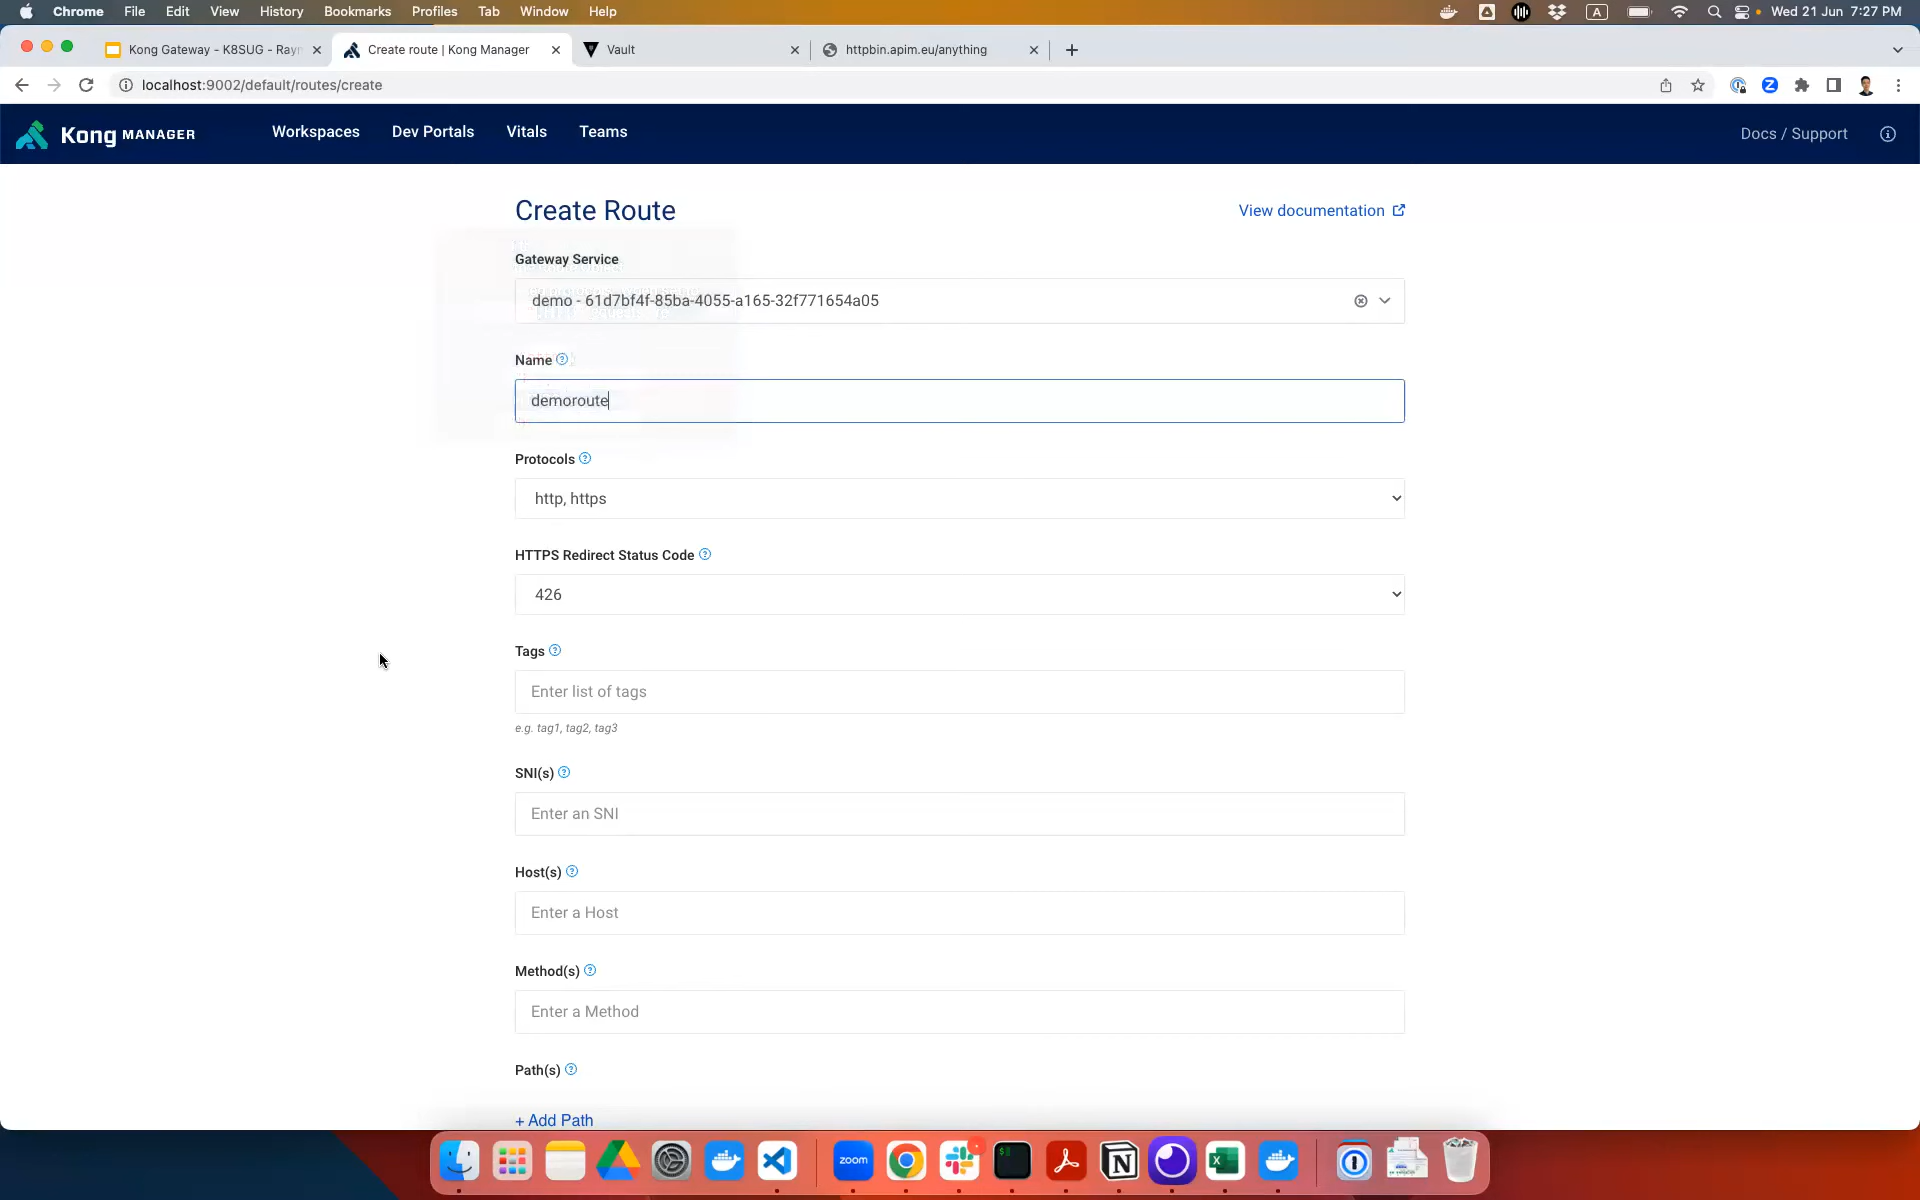 Chrome File Edit View History Bookmarks Profiles Tab Window Help A Wed 21 Jun 7:27 PM
Kong Gateway - K8SUG - Rayn Create route | Kong Manager Vault httpbin.apim.eu/anything
localhost:9002/default/routes/create
Kong MANAGER Workspaces Dev Portals Vitals Teams Docs / Support
Create Route View documentation
Gateway Service
demo - 61d7bf4f-85ba-4055-a165-32f771654a05
Name
demoroute
Protocols
http, https
HTTPS Redirect Status Code
426
Tags
Enter list of tags
e.g. tag1, tag2, tag3
SNI(s)
Enter an SNI
Host(s)
Enter a Host
Method(s)
Enter a Method
Path(s)
+ Add Path
zoom